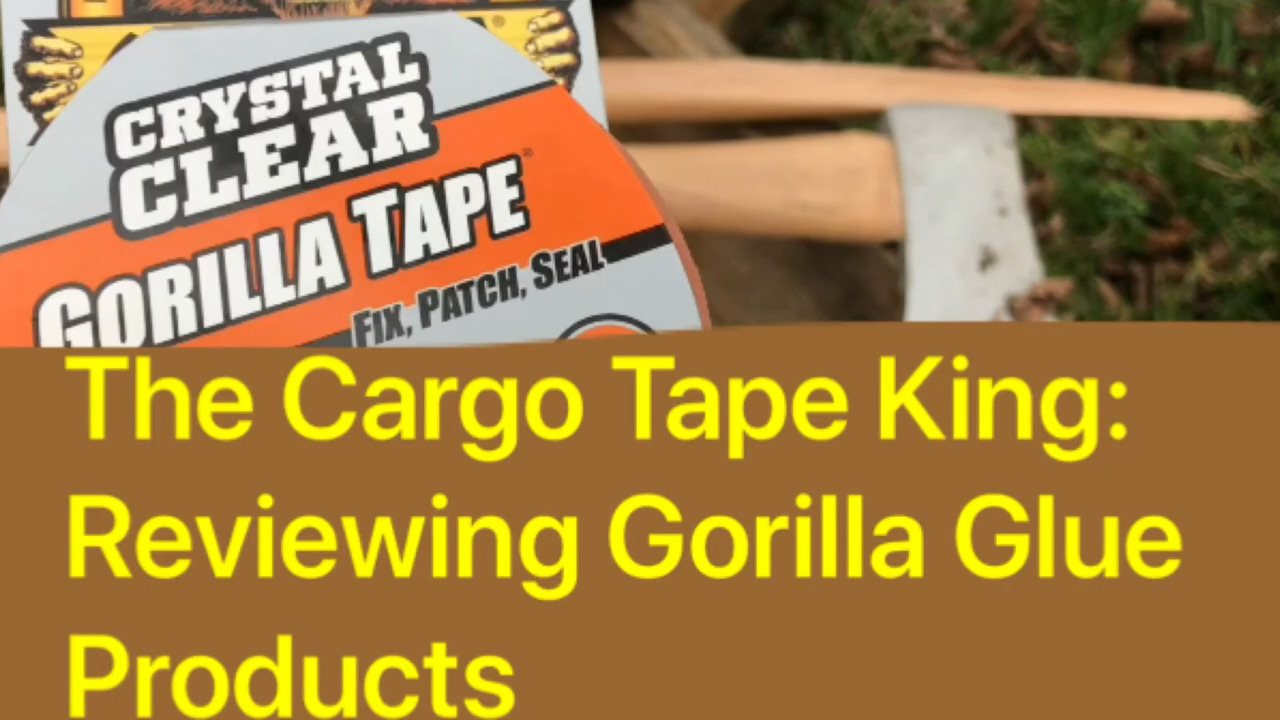 CRYSTAL
CLEAR
GORILLA TAPE
FIX, PATCH, SEAL
The Cargo Tape King:
Reviewing Gorilla Glue
Products